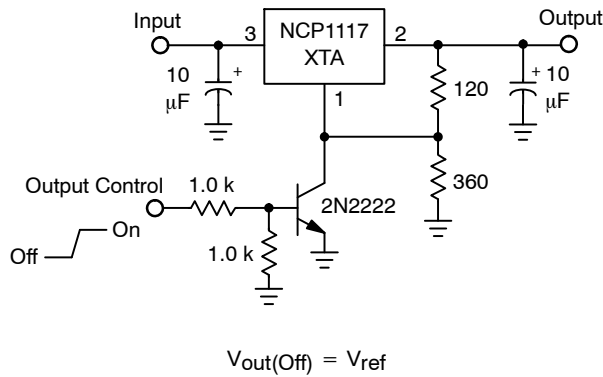 Input
Output
3
NCP1117
XTA
2
10
μF
+
1
120
+
10
μF
360
Output Control
1.0 k
2N2222
On
Off
1.0 k
Vout(Off) = Vref